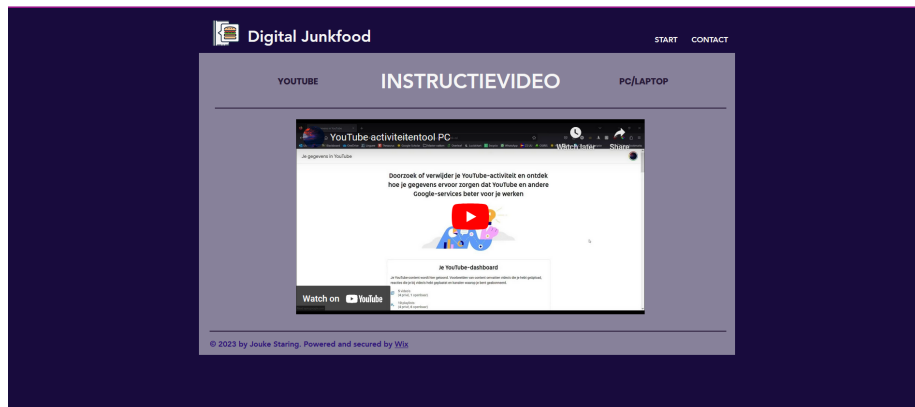 Digital Junkfood
START CONTACT
YOUTUBE INSTRUCTIEVIDEO PC/LAPTOP
YouTube activiteitentool PC
Watch later Share
Je gegevens in YouTube
Doorzoek of verwijder je YouTube-activiteit en ontdek
hoe je gegevens ervoor zorgen dat YouTube en andere
Google-services beter voor je werken
Je YouTube-dashboard
Watch on YouTube
© 2023 by Jouke Staring. Powered and secured by Wix